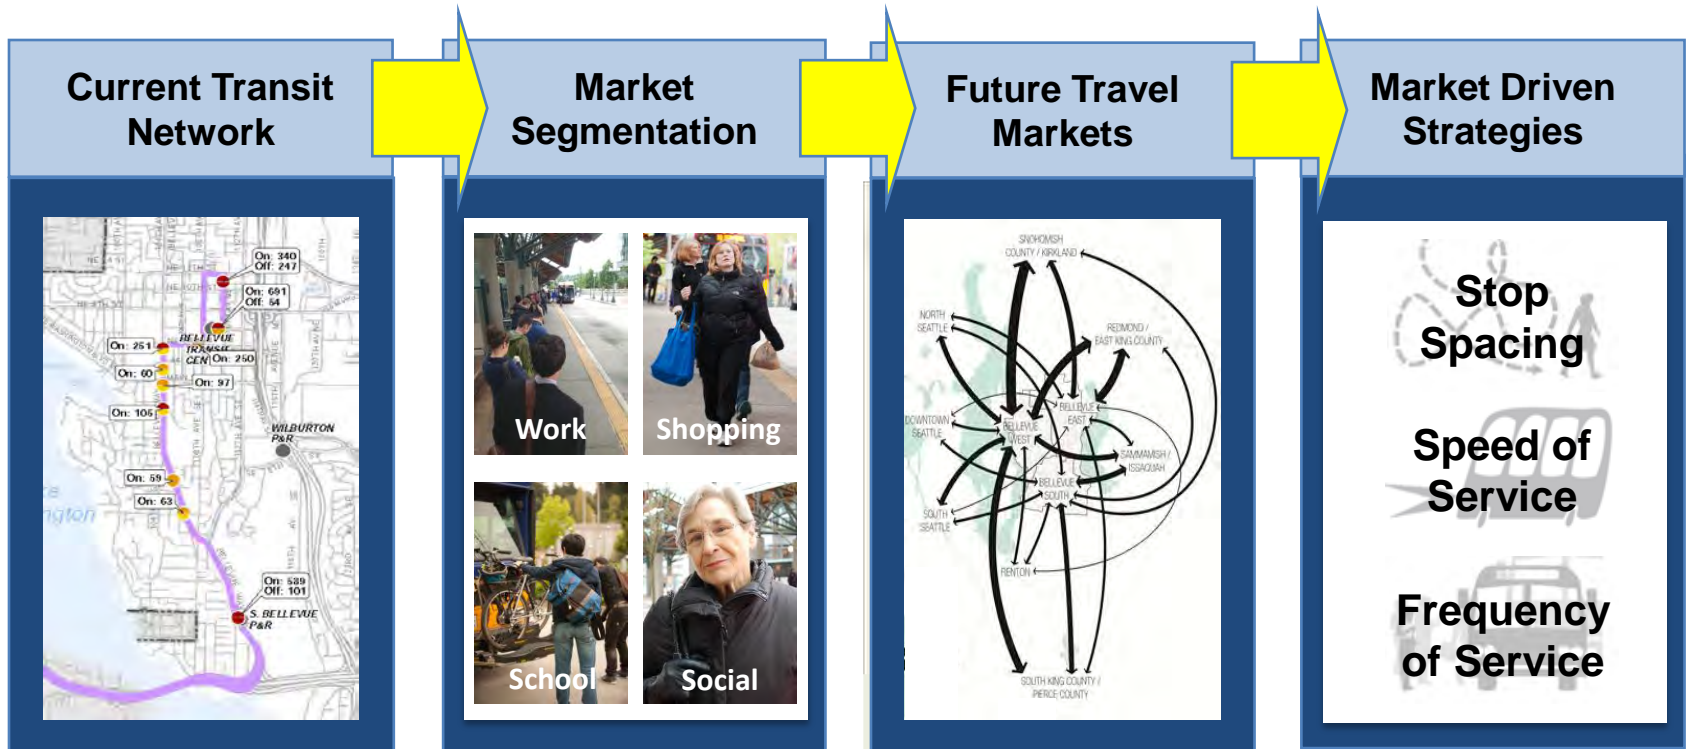 Current Transit
Network
Market
Segmentation
Future Travel
Markets
Market Driven
Strategies
On: 340
Off: 247
On: 691
Off: 54
BELLEVUE
TRANSIT
CEN
On: 250
On: 251
On: 60
On: 97
On: 105
WILBURTON
P&R
On: 59
On: 63
ngton
On: 539
Off: 101
S. BELLEVUE
P&R
Work
Shopping
School
Social
SNOHOMISH
COUNTY / KIRKLAND
NORTH
SEATTLE
REDMOND /
EAST KING COUNTY
DOWNTOWN
SEATTLE
BELLEVUE
WEST
BELLEVUE
EAST
SAMMAMISH /
ISSAQUAH
BELLEVUE
SOUTH
SOUTH
SEATTLE
RENTON
SOUTH KING COUNTY /
PIERCE COUNTY
Stop
Spacing
Speed of
Service
Frequency
of Service